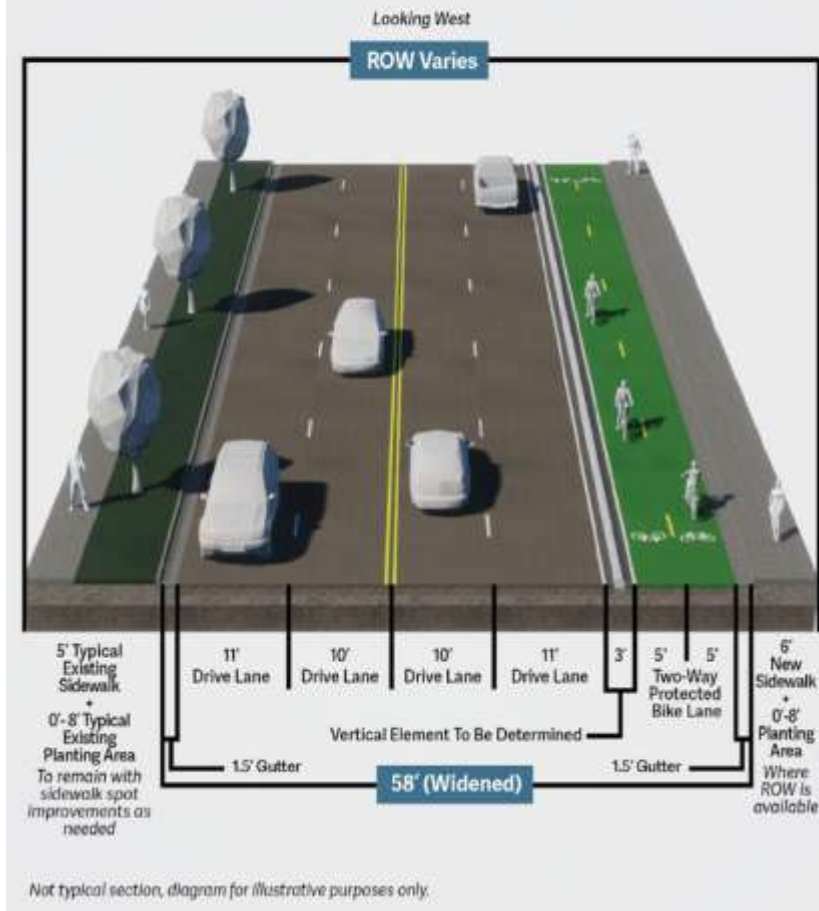 Looking West
ROW Varies
5' Typical
Existing
Sidewalk
+
0'-8' Typical
Existing
Planting Area
To remain with
sidewalk spot
improvements as
needed
11'
Drive Lane
10'
Drive Lane
10'
Drive Lane
11'
Drive Lane
3'
5' 5'
Two-Way
Protected
Bike Lane
6'
New
Sidewalk
+
0'-8'
Planting
Area
Where
ROW is
available
Vertical Element To Be Determined
1.5' Gutter
1.5' Gutter
58' (Widened)
Not typical section, diagram for illustrative purposes only.